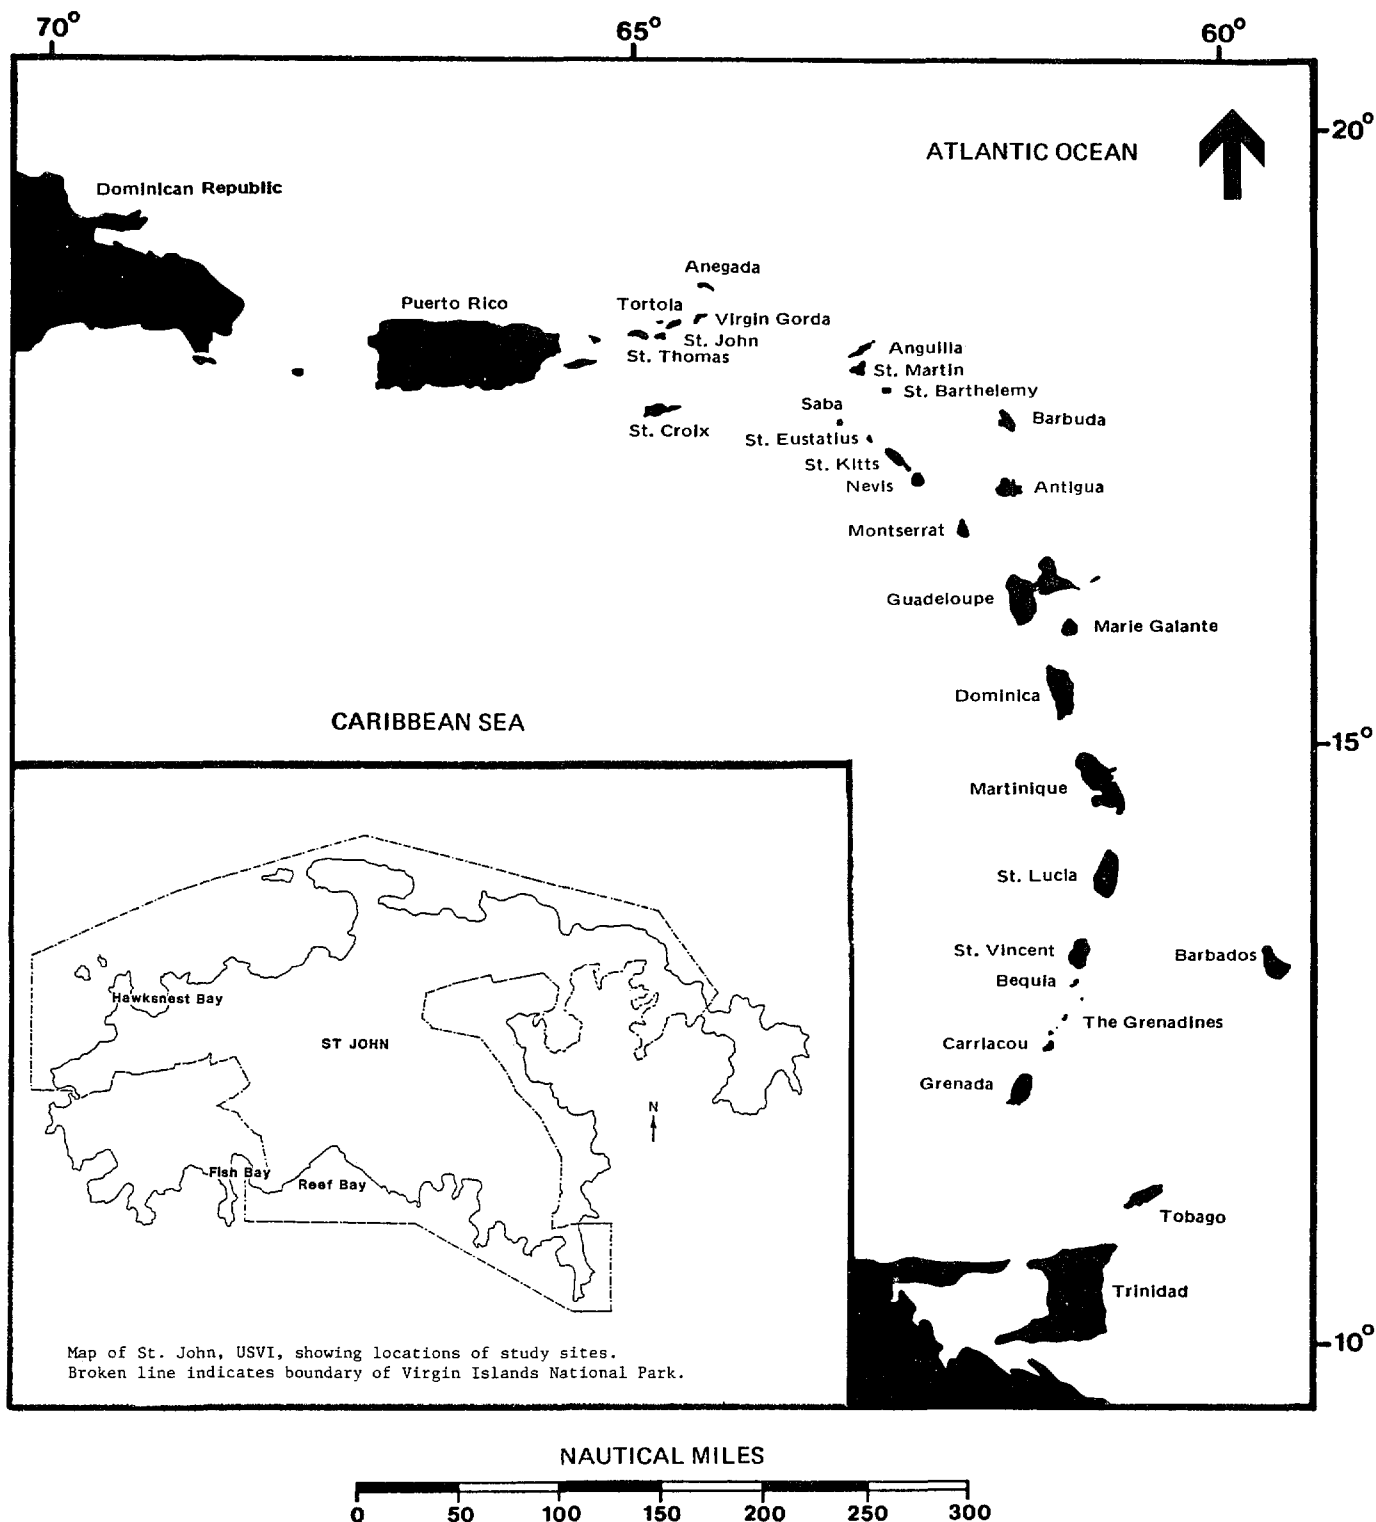 70° 65° 60°
ATLANTIC OCEAN
20°
Dominican Republic
Anegada
Puerto Rico
Tortola
Virgin Gorda
St. John
St. Thomas
Anguilla
St. Martin
St. Barthelemy
Saba
Barbuda
St. Croix
St. Eustatius
St. Kitts
Nevis
Antigua
Montserrat
Guadeloupe
Marie Galante
Dominica
CARIBBEAN SEA
15°
Martinique
St. Lucia
St. Vincent
Barbados
Bequia
Hawksnest Bay
The Grenadines
ST JOHN
Carriacou
Grenada
N
Fish Bay
Reef Bay
Tobago
Trinidad
10°
Map of St. John, USVI, showing locations of study sites.
Broken line indicates boundary of Virgin Islands National Park.
NAUTICAL MILES
0 50 100 150 200 250 300